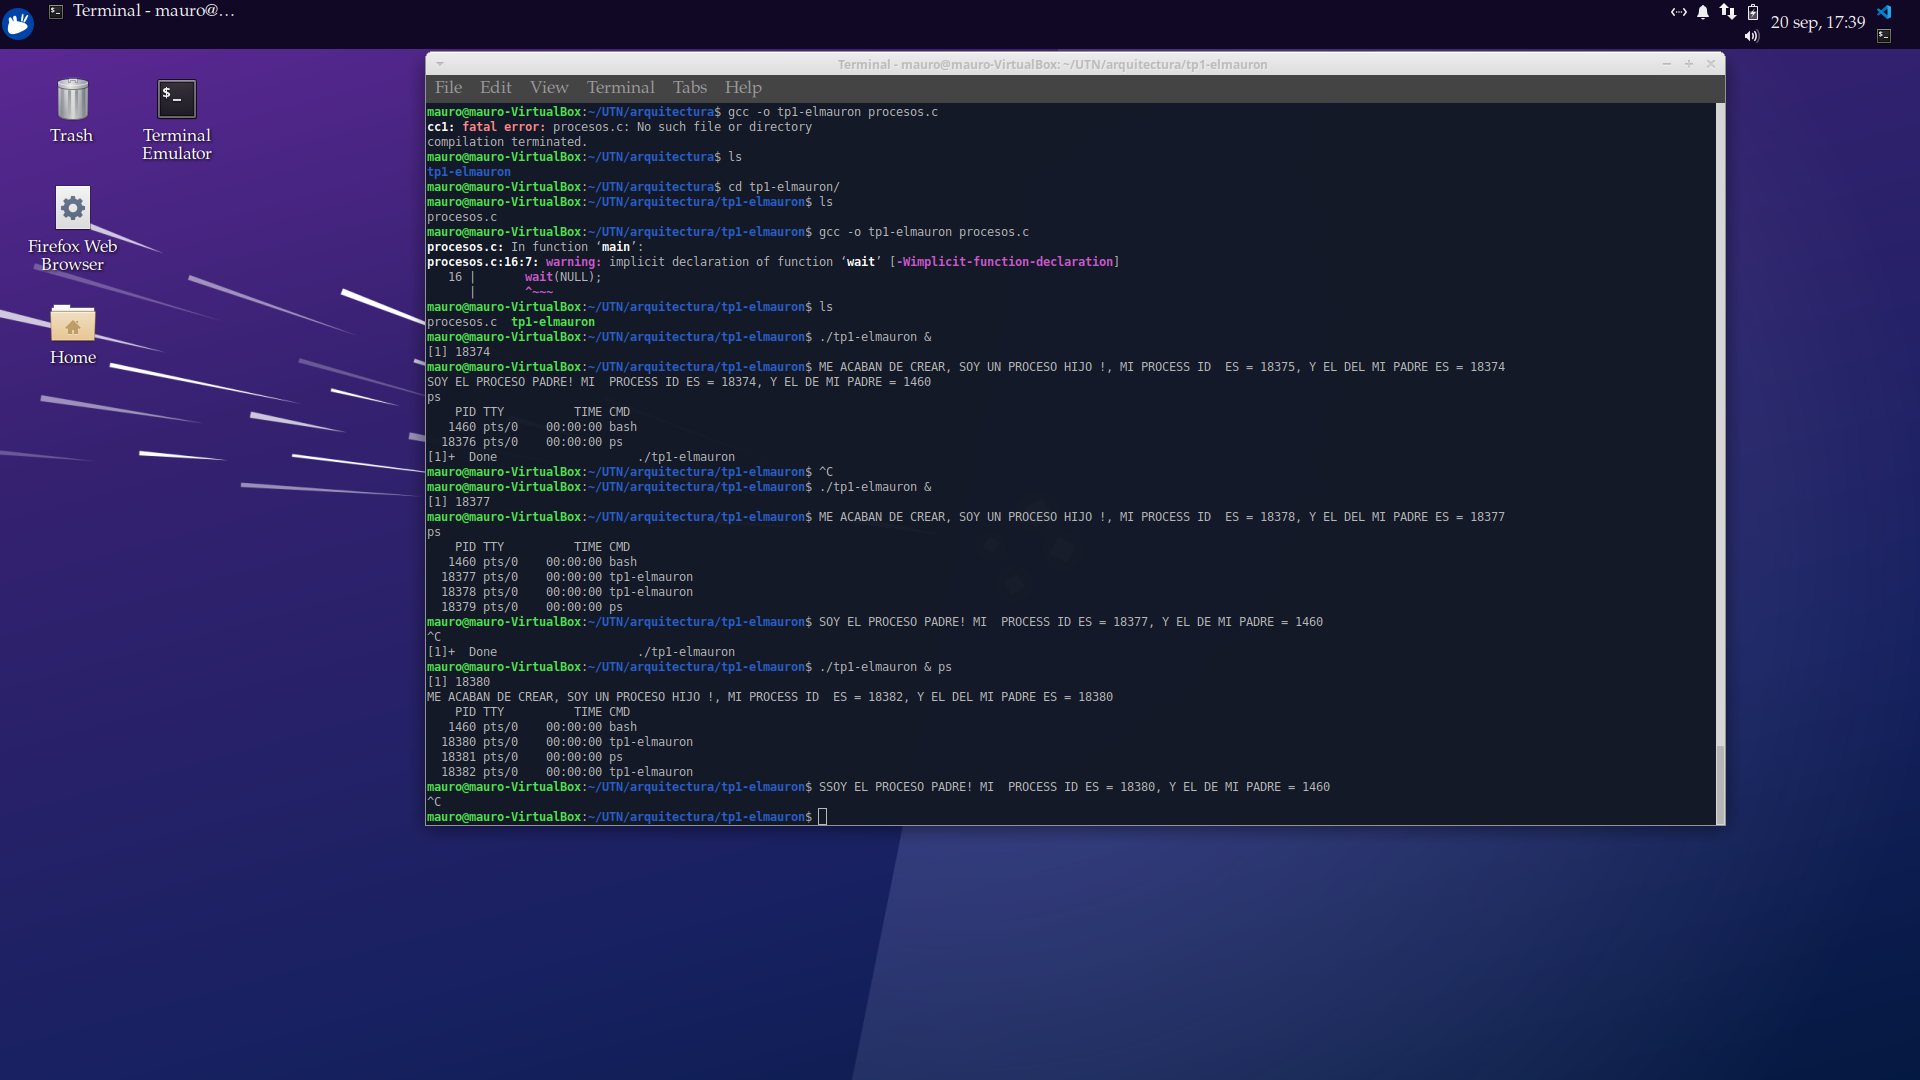 Terminal - mauro@...
20 sep, 17:39
Trash
Terminal Emulator
Firefox Web Browser
Home
Terminal - mauro@mauro-VirtualBox: ~/UTN/arquitectura/tp1-elmauron
File Edit View Terminal Tabs Help
mauro@mauro-VirtualBox:~/UTN/arquitectura$ gcc -o tp1-elmauron procesos.c
cc1: fatal error: procesos.c: No such file or directory
compilation terminated.
mauro@mauro-VirtualBox:~/UTN/arquitectura$ ls
tp1-elmauron
mauro@mauro-VirtualBox:~/UTN/arquitectura$ cd tp1-elmauron/
mauro@mauro-VirtualBox:~/UTN/arquitectura/tp1-elmauron$ ls
procesos.c
mauro@mauro-VirtualBox:~/UTN/arquitectura/tp1-elmauron$ gcc -o tp1-elmauron procesos.c
procesos.c: In function ‘main’:
procesos.c:16:7: warning: implicit declaration of function ‘wait’ [-Wimplicit-function-declaration]
   16 |       wait(NULL);
      |       ^~~~
mauro@mauro-VirtualBox:~/UTN/arquitectura/tp1-elmauron$ ls
procesos.c  tp1-elmauron
mauro@mauro-VirtualBox:~/UTN/arquitectura/tp1-elmauron$ ./tp1-elmauron &
[1] 18374
mauro@mauro-VirtualBox:~/UTN/arquitectura/tp1-elmauron$ ME ACABAN DE CREAR, SOY UN PROCESO HIJO !, MI PROCESS ID  ES = 18375, Y EL DEL MI PADRE ES = 18374
SOY EL PROCESO PADRE! MI  PROCESS ID ES = 18374, Y EL DE MI PADRE = 1460
ps
    PID TTY          TIME CMD
   1460 pts/0    00:00:00 bash
  18376 pts/0    00:00:00 ps
[1]+  Done                    ./tp1-elmauron
mauro@mauro-VirtualBox:~/UTN/arquitectura/tp1-elmauron$ ^C
mauro@mauro-VirtualBox:~/UTN/arquitectura/tp1-elmauron$ ./tp1-elmauron &
[1] 18377
mauro@mauro-VirtualBox:~/UTN/arquitectura/tp1-elmauron$ ME ACABAN DE CREAR, SOY UN PROCESO HIJO !, MI PROCESS ID  ES = 18378, Y EL DEL MI PADRE ES = 18377
ps
    PID TTY          TIME CMD
   1460 pts/0    00:00:00 bash
  18377 pts/0    00:00:00 tp1-elmauron
  18378 pts/0    00:00:00 tp1-elmauron
  18379 pts/0    00:00:00 ps
mauro@mauro-VirtualBox:~/UTN/arquitectura/tp1-elmauron$ SOY EL PROCESO PADRE! MI  PROCESS ID ES = 18377, Y EL DE MI PADRE = 1460
^C
[1]+  Done                    ./tp1-elmauron
mauro@mauro-VirtualBox:~/UTN/arquitectura/tp1-elmauron$ ./tp1-elmauron & ps
[1] 18380
ME ACABAN DE CREAR, SOY UN PROCESO HIJO !, MI PROCESS ID  ES = 18382, Y EL DEL MI PADRE ES = 18380
    PID TTY          TIME CMD
   1460 pts/0    00:00:00 bash
  18380 pts/0    00:00:00 tp1-elmauron
  18381 pts/0    00:00:00 ps
  18382 pts/0    00:00:00 tp1-elmauron
mauro@mauro-VirtualBox:~/UTN/arquitectura/tp1-elmauron$ SSOY EL PROCESO PADRE! MI  PROCESS ID ES = 18380, Y EL DE MI PADRE = 1460
^C
mauro@mauro-VirtualBox:~/UTN/arquitectura/tp1-elmauron$